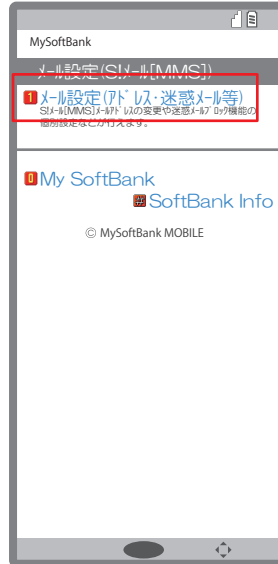 MySoftBank
メール設定(S!メール[MMS])
1 メール設定(アドレス・迷惑メール等)
S!メール[MMS]メールアドレスの変更や迷惑メールブロック機能の
個別設定などが行えます。
0 My SoftBank
# SoftBank Info
© MySoftBank MOBILE